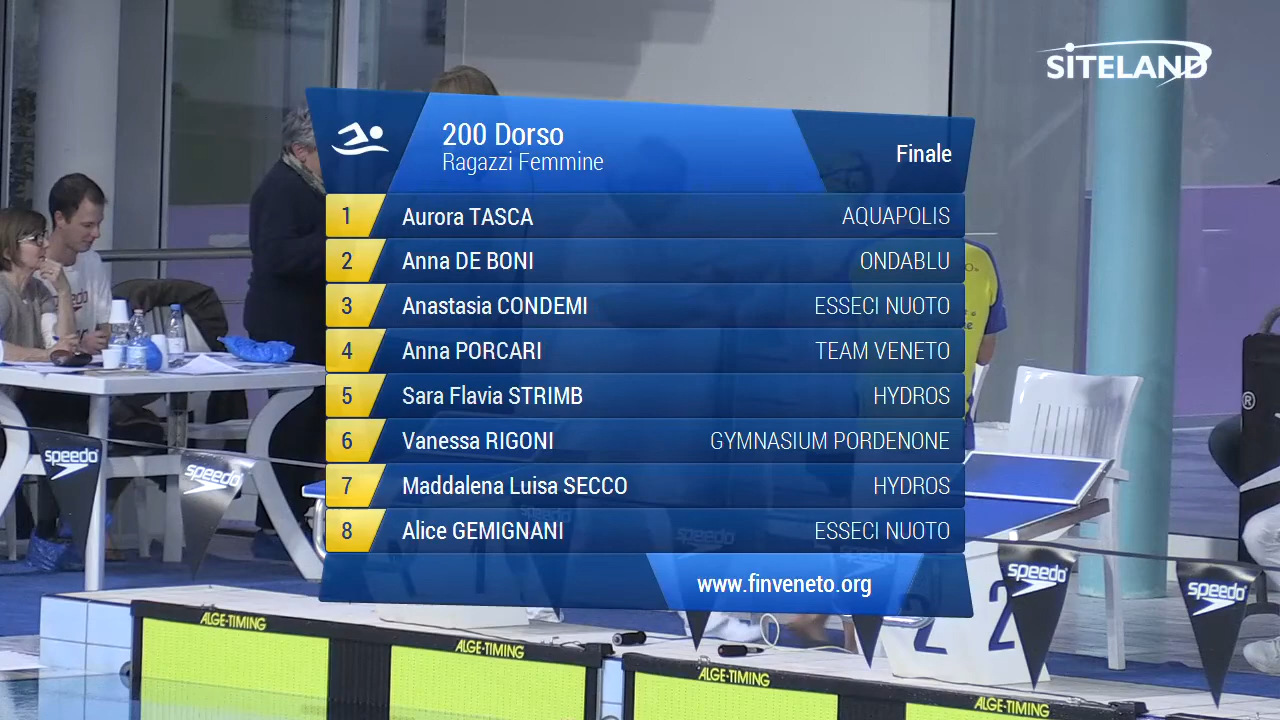 SITELAND
200 Dorso
Ragazzi Femmine
Finale
1 Aurora TASCA AQUAPOLIS
2 Anna DE BONI ONDABLU
3 Anastasia CONDEMI ESSECI NUOTO
4 Anna PORCARI TEAM VENETO
5 Sara Flavia STRIMB HYDROS
6 Vanessa RIGONI GYMNASIUM PORDENONE
7 Maddalena Luisa SECCO HYDROS
8 Alice GEMIGNANI ESSECI NUOTO
www.finveneto.org
speedo
speedo
speedo
speedo
speedo
speedo
2
2
ALGE-TIMING
ALGE-TIMING
ALGE-TIMING
ALGE-TIMING